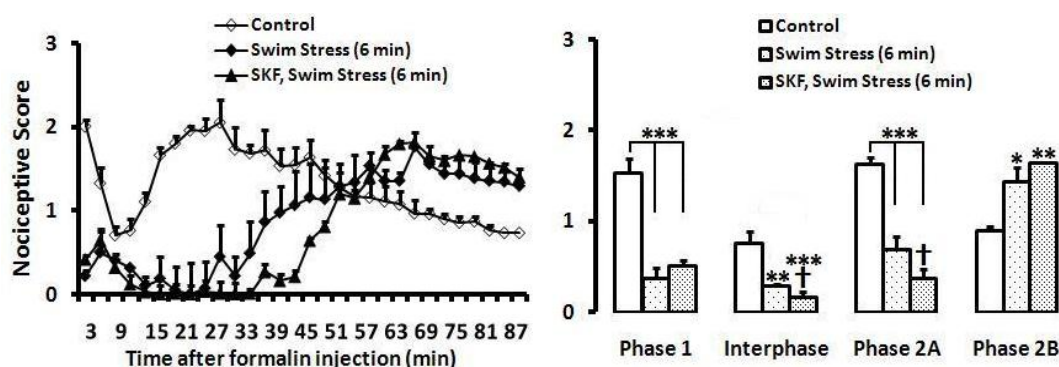 Control
Swim Stress (6 min)
SKF, Swim Stress (6 min)
Nociceptive Score
3
2
1
0
3 9 15 21 27 33 39 45 51 57 63 69 75 81 87
Time after formalin injection (min)
Control
Swim Stress (6 min)
SKF, Swim Stress (6 min)
3
2
1
0
***
**
***
†
***
†
*
**
Phase 1 Interphase Phase 2A Phase 2B